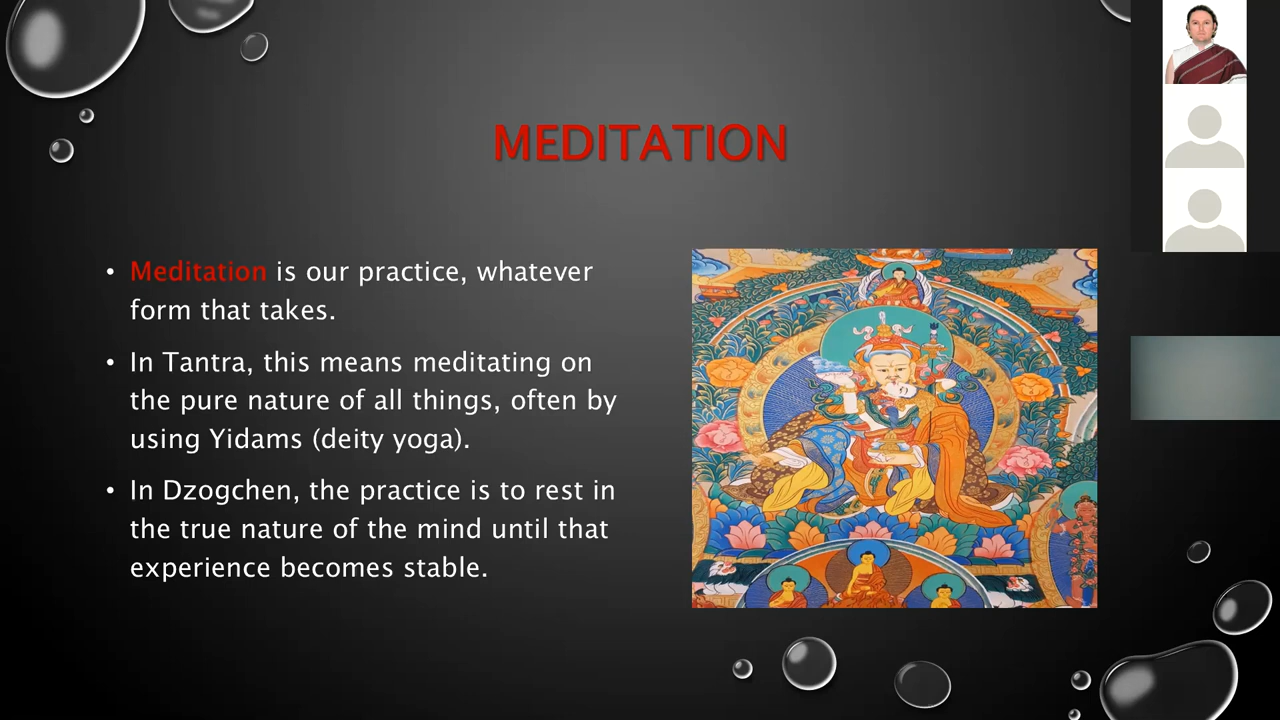 MEDITATION
• Meditation is our practice, whatever
form that takes.
• In Tantra, this means meditating on
the pure nature of all things, often by
using Yidams (deity yoga).
• In Dzogchen, the practice is to rest in
the true nature of the mind until that
experience becomes stable.